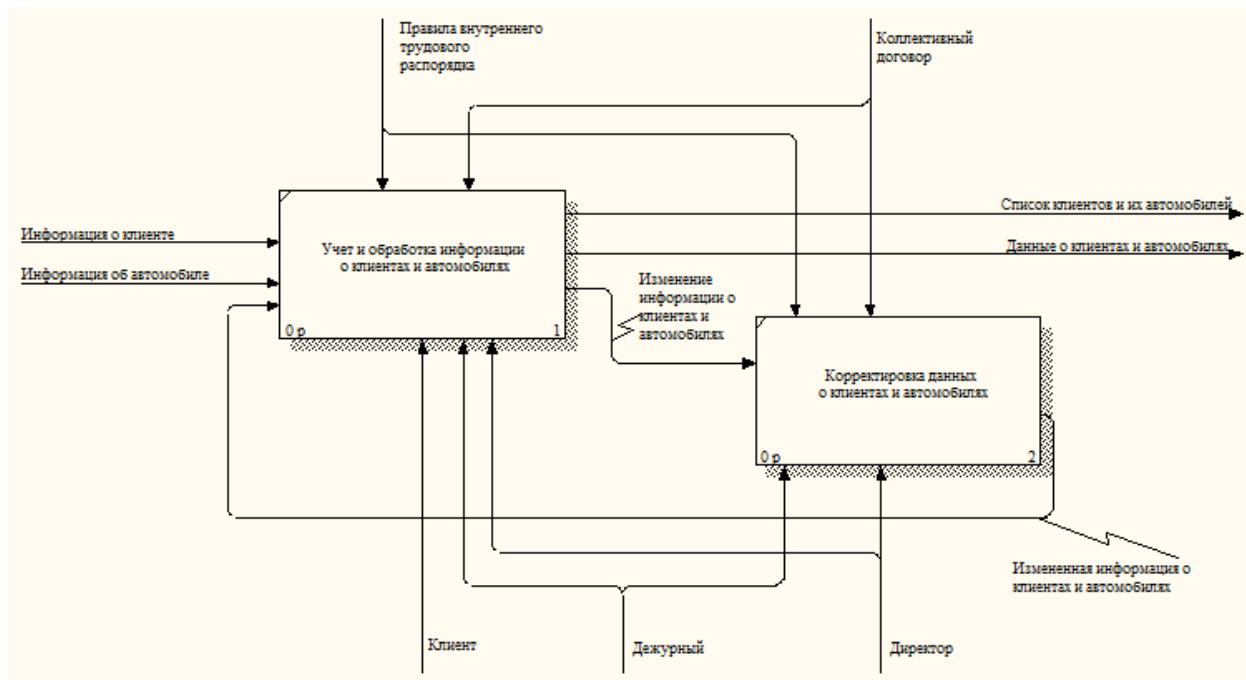 Правила внутреннего
трудового
распорядка
Коллективный
договор
Список клиентов и их автомобилей
Информация о клиенте
Учет и обработка информации
о клиентах и автомобилях
Данные о клиентах и автомобилях
Информация об автомобиле
Изменение
информации о
клиентах и
автомобилях
0 р
1
Корректировка данных
о клиентах и автомобилях
0 р
2
Измененная информация о
клиентах и автомобилях
Клиент
Дежурный
Директор